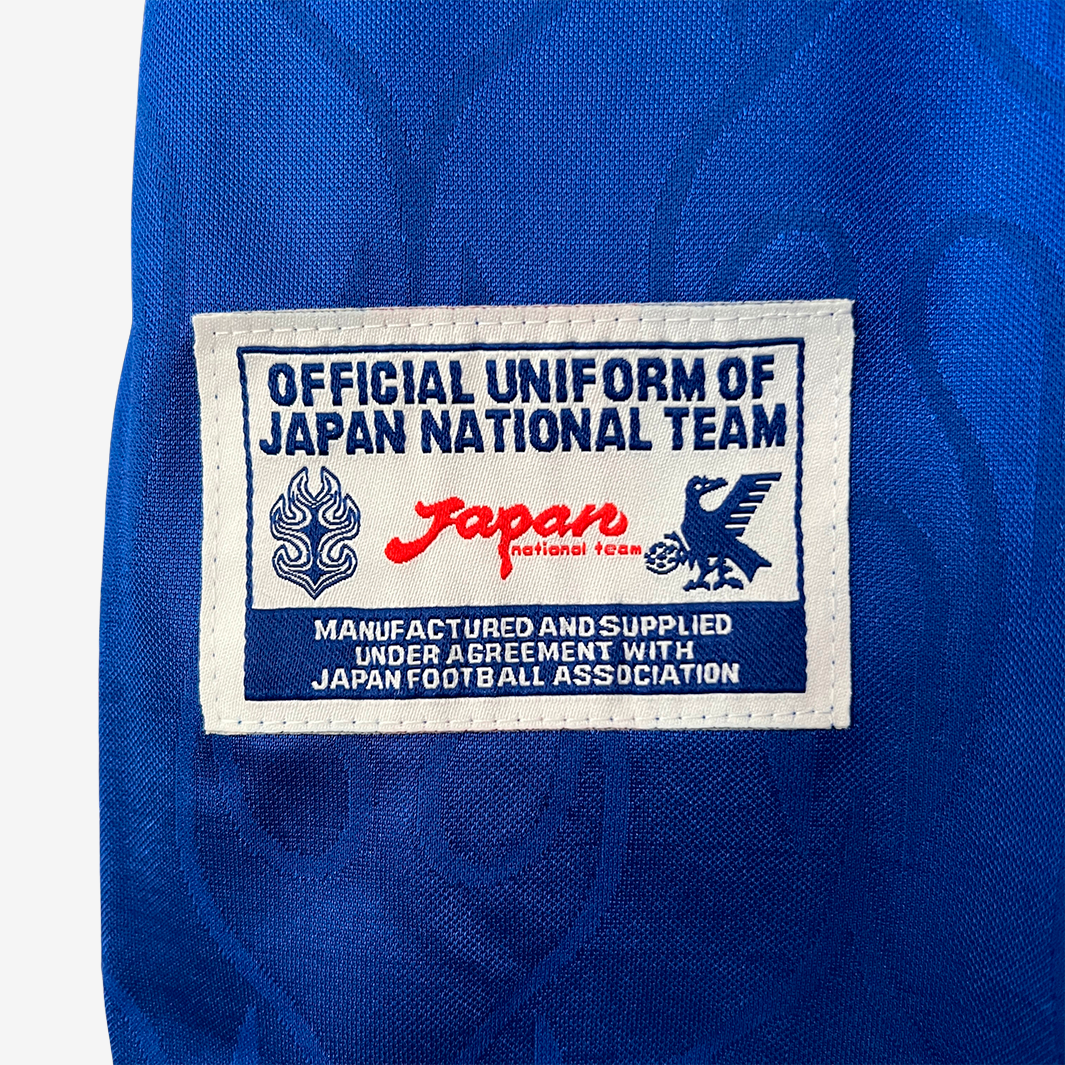 OFFICIAL UNIFORM OF
JAPAN NATIONAL TEAM
Japan
national team
MANUFACTURED AND SUPPLIED
UNDER AGREEMENT WITH
JAPAN FOOTBALL ASSOCIATION